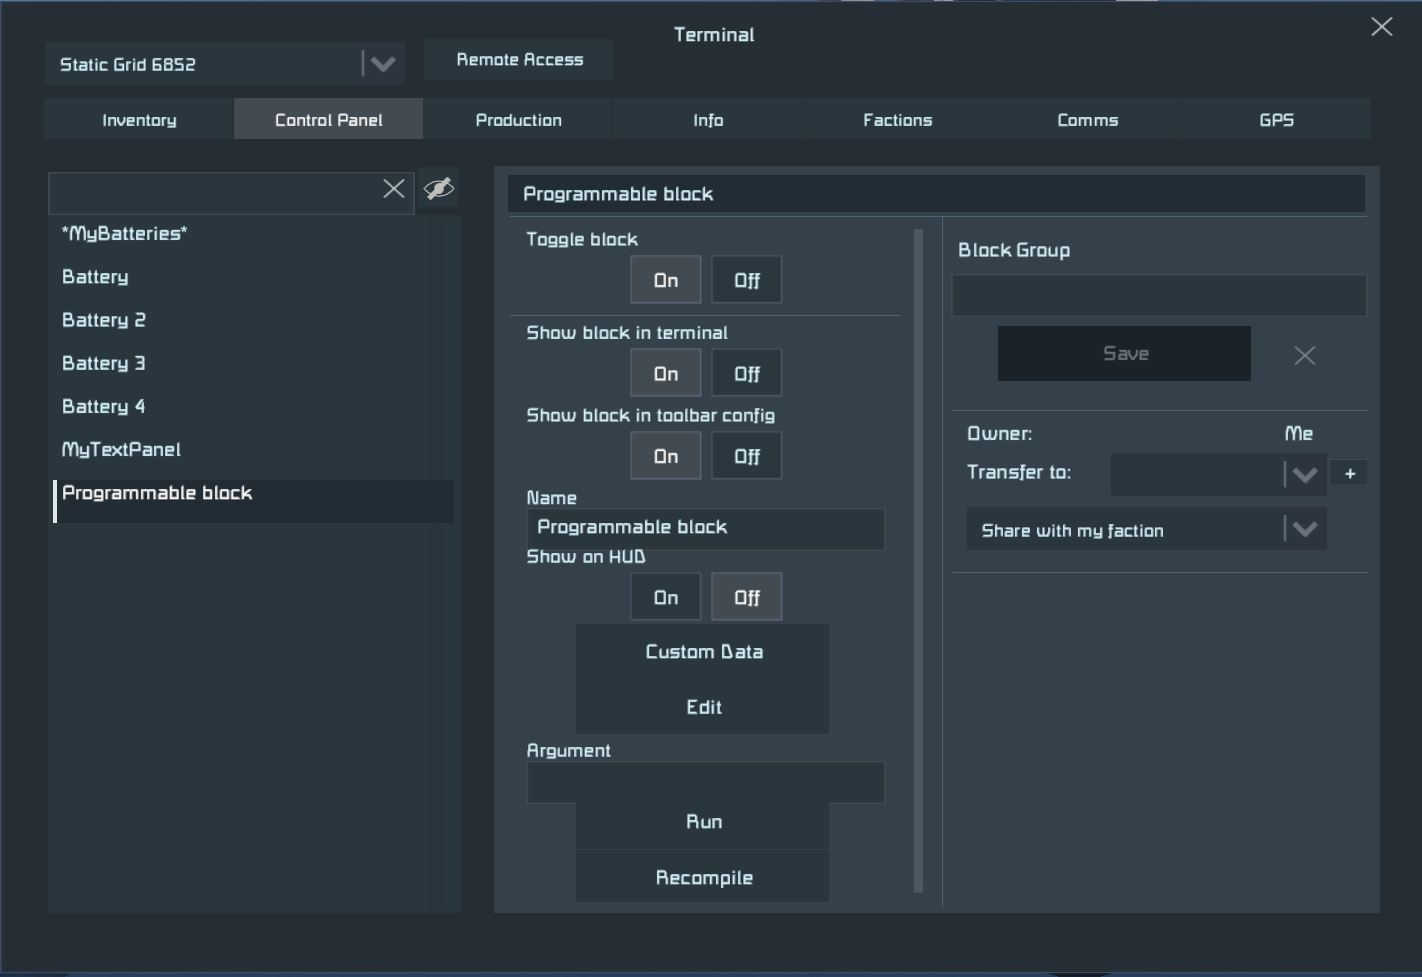 Terminal
Static Grid 6852
Remote Access
Inventory
Control Panel
Production
Info
Factions
Comms
GPS
*MyBatteries*
Battery
Battery 2
Battery 3
Battery 4
MyTextPanel
Programmable block
Programmable block
Toggle block
On
Off
Show block in terminal
On
Off
Show block in toolbar config
On
Off
Name
Programmable block
Show on HUD
On
Off
Custom Data
Edit
Argument
Run
Recompile
Block Group
Save
Owner:
Me
Transfer to:
+
Share with my faction